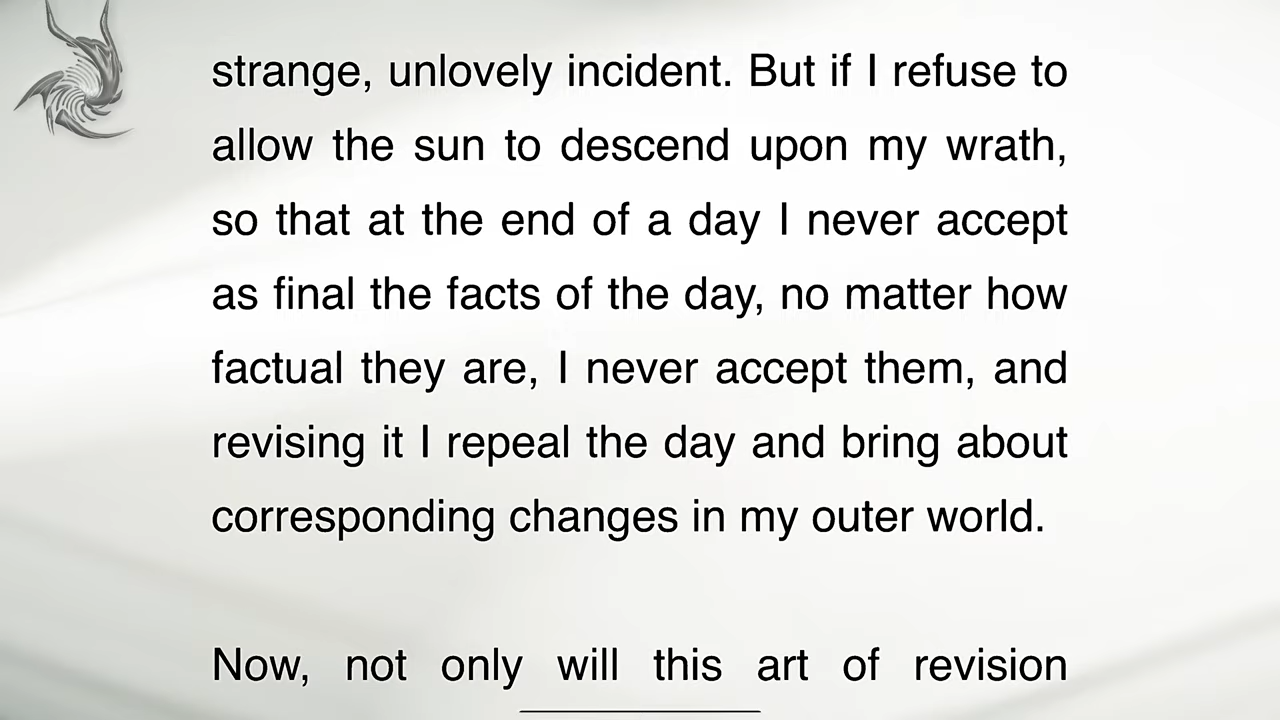 strange, unlovely incident. But if I refuse to
allow the sun to descend upon my wrath,
so that at the end of a day I never accept
as final the facts of the day, no matter how
factual they are, I never accept them, and
revising it I repeal the day and bring about
corresponding changes in my outer world.
Now, not only will this art of revision